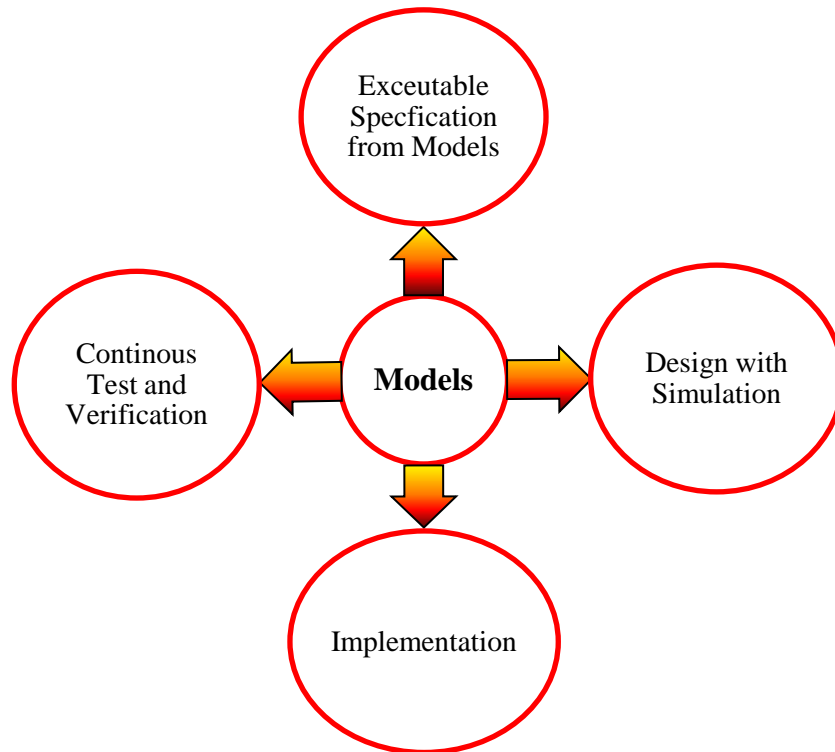 Exceutable
Specfication
from Models
Continous
Test and
Verification
Models
Design with
Simulation
Implementation